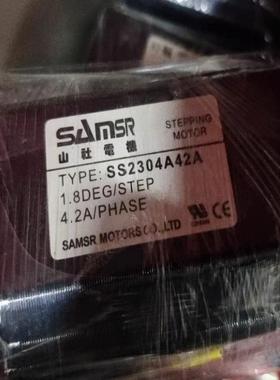 SAMSR
STEPPING
MOTOR
山社電機
TYPE: SS2304A42A
1.8DEG/STEP
4.2A/PHASE
SAMSR MOTORS CO.,LTD